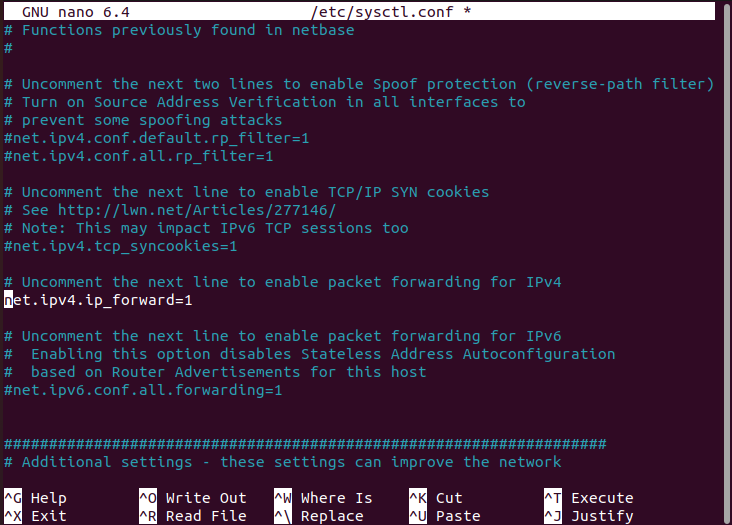 GNU nano 6.4 /etc/sysctl.conf *
# Functions previously found in netbase
#
# Uncomment the next two lines to enable Spoof protection (reverse-path filter)
# Turn on Source Address Verification in all interfaces to
# prevent some spoofing attacks
#net.ipv4.conf.default.rp_filter=1
#net.ipv4.conf.all.rp_filter=1
# Uncomment the next line to enable TCP/IP SYN cookies
# See http://lwn.net/Articles/277146/
# Note: This may impact IPv6 TCP sessions too
#net.ipv4.tcp_syncookies=1
# Uncomment the next line to enable packet forwarding for IPv4
net.ipv4.ip_forward=1
# Uncomment the next line to enable packet forwarding for IPv6
#  Enabling this option disables Stateless Address Autoconfiguration
#  based on Router Advertisements for this host
#net.ipv6.conf.all.forwarding=1
###################################################################
# Additional settings - these settings can improve the network
^G Help ^O Write Out ^W Where Is ^K Cut ^T Execute
^X Exit ^R Read File ^\ Replace ^U Paste ^J Justify